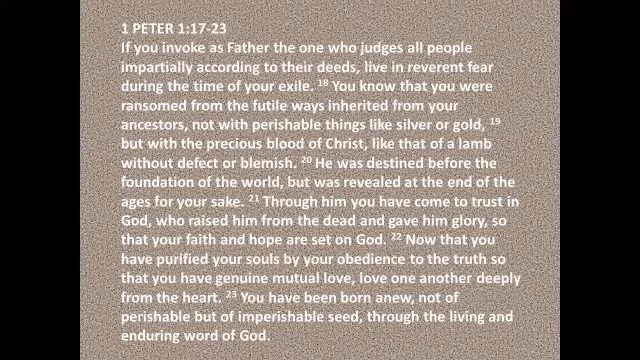 1 PETER 1:17-23
If you invoke as Father the one who judges all people
impartially according to their deeds, live in reverent fear
during the time of your exile. 18 You know that you were
ransomed from the futile ways inherited from your
ancestors, not with perishable things like silver or gold, 19
but with the precious blood of Christ, like that of a lamb
without defect or blemish. 20 He was destined before the
foundation of the world, but was revealed at the end of the
ages for your sake. 21 Through him you have come to trust in
God, who raised him from the dead and gave him glory, so
that your faith and hope are set on God. 22 Now that you
have purified your souls by your obedience to the truth so
that you have genuine mutual love, love one another deeply
from the heart. 23 You have been born anew, not of
perishable but of imperishable seed, through the living and
enduring word of God.